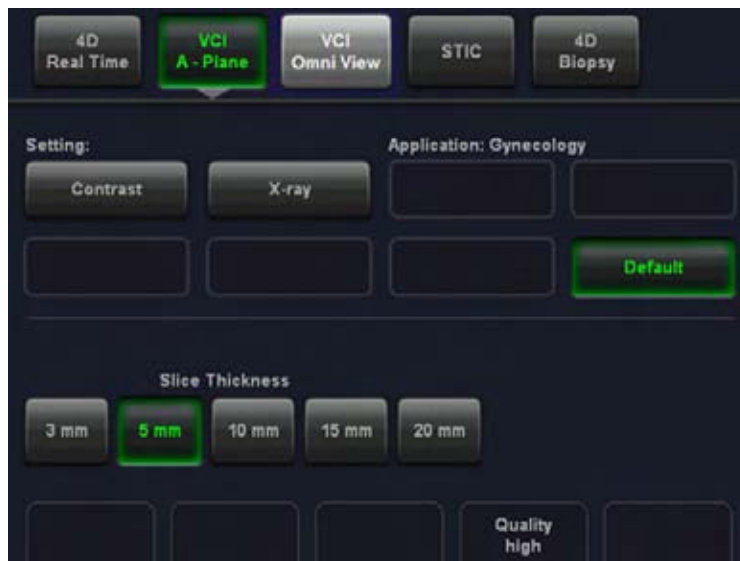 4D
Real Time
VCI
A - Plane
VCI
Omni View
STIC
4D
Biopsy
Setting:
Application: Gynecology
Contrast
X-ray
Default
Slice Thickness
3 mm
5 mm
10 mm
15 mm
20 mm
Quality
high